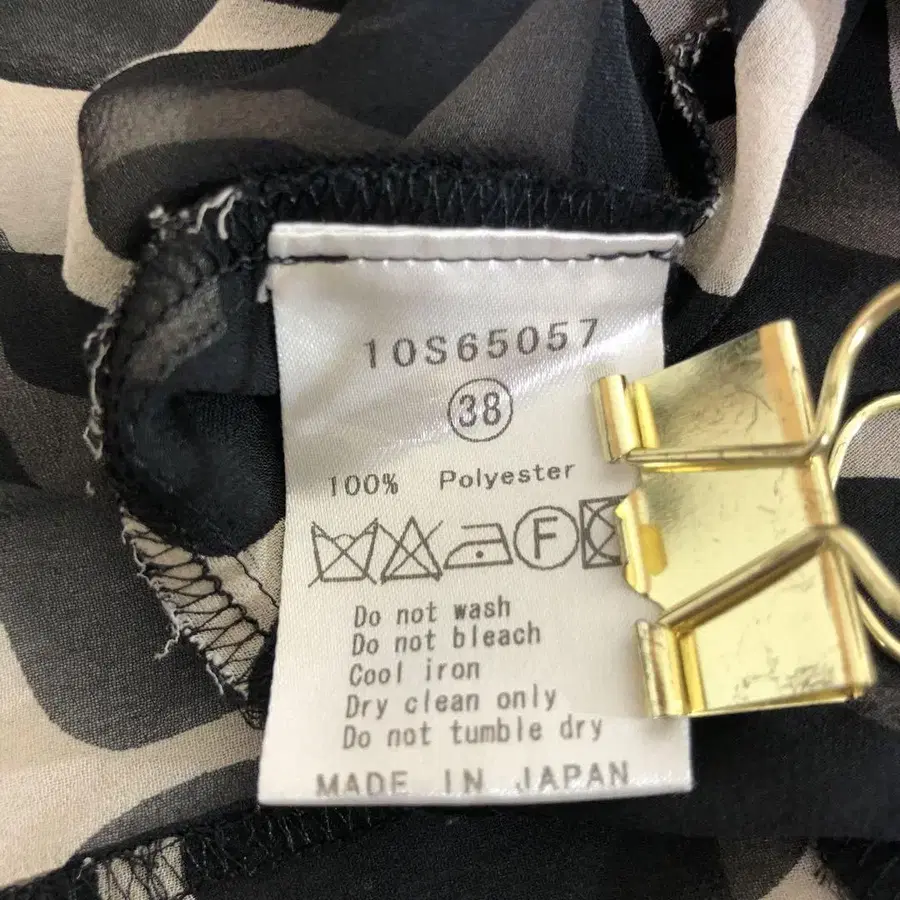 10S65057
38
100% Polyester
F
Do not wash
Do not bleach
Cool iron
Dry clean only
Do not tumble dry
MADE IN JAPAN